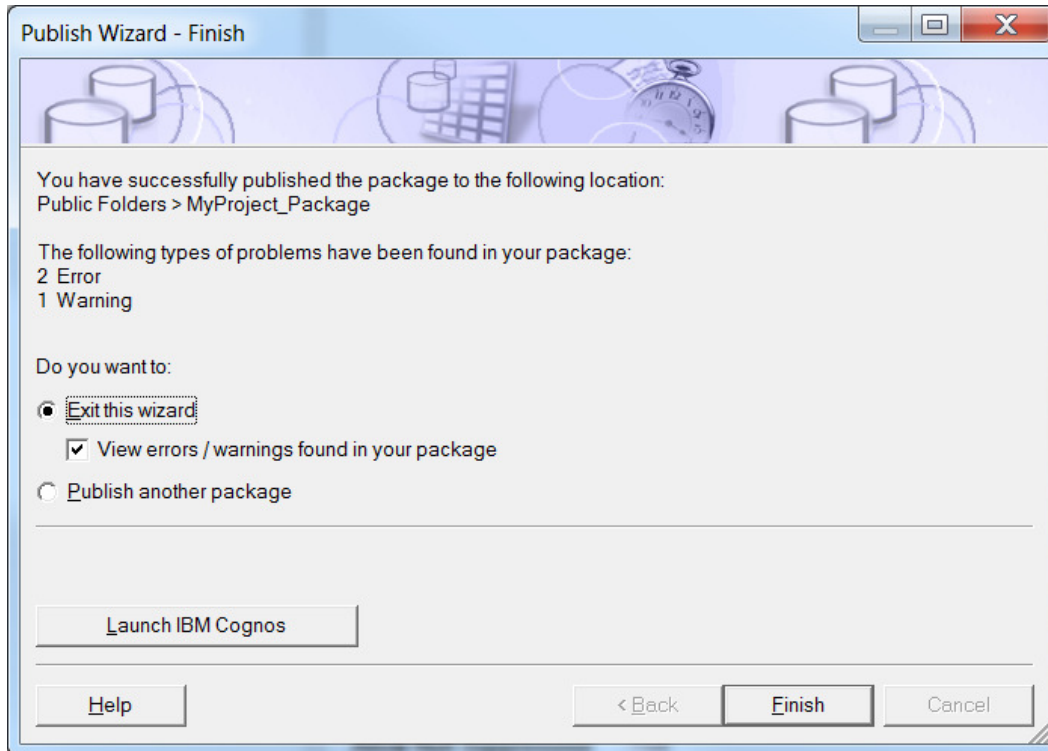 Publish Wizard - Finish
You have successfully published the package to the following location:
Public Folders > MyProject_Package
The following types of problems have been found in your package:
2 Error
1 Warning
Do you want to:
Exit this wizard
View errors / warnings found in your package
Publish another package
Launch IBM Cognos
Help
< Back
Finish
Cancel